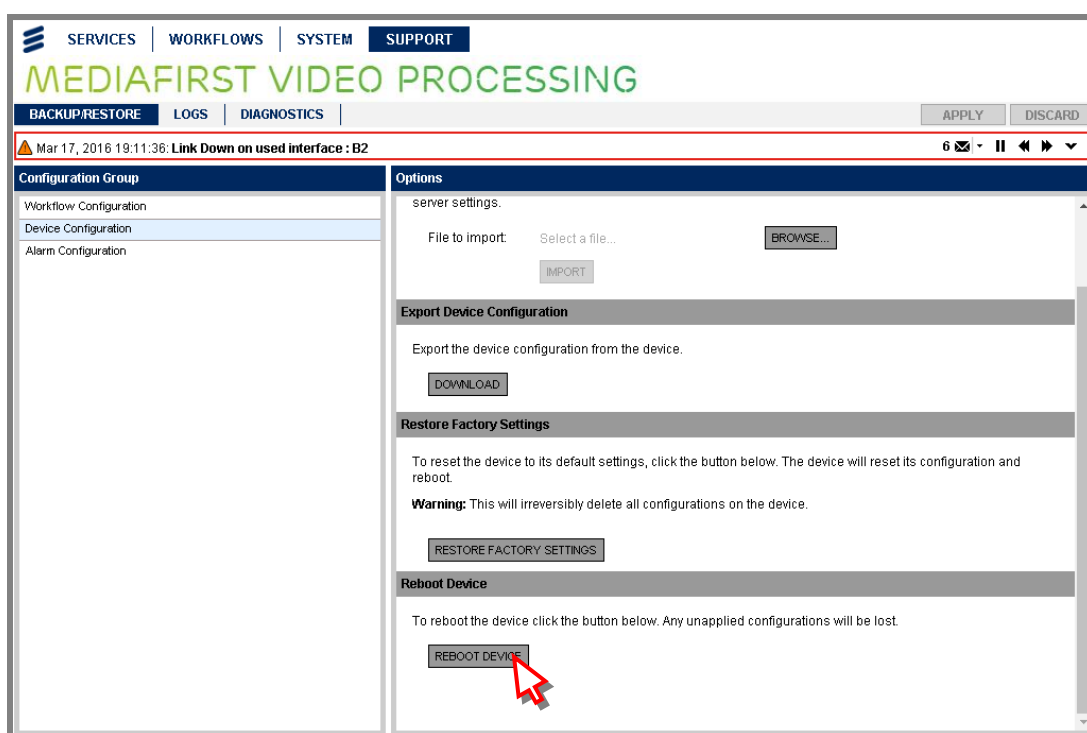 SERVICES WORKFLOWS SYSTEM SUPPORT
MEDIAFIRST VIDEO PROCESSING
BACKUP/RESTORE LOGS DIAGNOSTICS APPLY DISCARD
Mar 17, 2016 19:11:36: Link Down on used interface : B2 6
Configuration Group
Workflow Configuration
Device Configuration
Alarm Configuration
Options
server settings.
File to import: Select a file... BROWSE...
IMPORT
Export Device Configuration
Export the device configuration from the device.
DOWNLOAD
Restore Factory Settings
To reset the device to its default settings, click the button below. The device will reset its configuration and
reboot.
Warning: This will irreversibly delete all configurations on the device.
RESTORE FACTORY SETTINGS
Reboot Device
To reboot the device click the button below. Any unapplied configurations will be lost.
REBOOT DEVICE